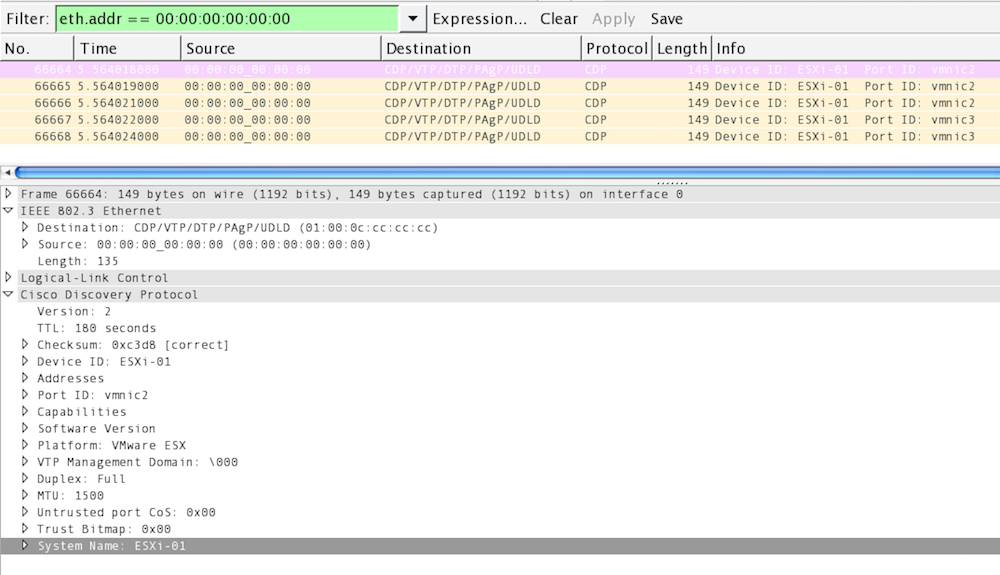 Filter: eth.addr == 00:00:00:00:00:00 Expression... Clear Apply Save
No. Time Source Destination Protocol Length Info
66664 5.564018000 00:00:00_00:00:00 CDP/VTP/DTP/PAgP/UDLD CDP 149 Device ID: ESXi-01 Port ID: vmnic2
66665 5.564019000 00:00:00_00:00:00 CDP/VTP/DTP/PAgP/UDLD CDP 149 Device ID: ESXi-01 Port ID: vmnic2
66666 5.564021000 00:00:00_00:00:00 CDP/VTP/DTP/PAgP/UDLD CDP 149 Device ID: ESXi-01 Port ID: vmnic2
66667 5.564022000 00:00:00_00:00:00 CDP/VTP/DTP/PAgP/UDLD CDP 149 Device ID: ESXi-01 Port ID: vmnic3
66668 5.564024000 00:00:00_00:00:00 CDP/VTP/DTP/PAgP/UDLD CDP 149 Device ID: ESXi-01 Port ID: vmnic3
Frame 66664: 149 bytes on wire (1192 bits), 149 bytes captured (1192 bits) on interface 0
IEEE 802.3 Ethernet
Destination: CDP/VTP/DTP/PAgP/UDLD (01:00:0c:cc:cc:cc)
Source: 00:00:00_00:00:00 (00:00:00:00:00:00)
Length: 135
Logical-Link Control
Cisco Discovery Protocol
Version: 2
TTL: 180 seconds
Checksum: 0xc3d8 [correct]
Device ID: ESXi-01
Addresses
Port ID: vmnic2
Capabilities
Software Version
Platform: VMware ESX
VTP Management Domain: \000
Duplex: Full
MTU: 1500
Untrusted port CoS: 0x00
Trust Bitmap: 0x00
System Name: ESXi-01